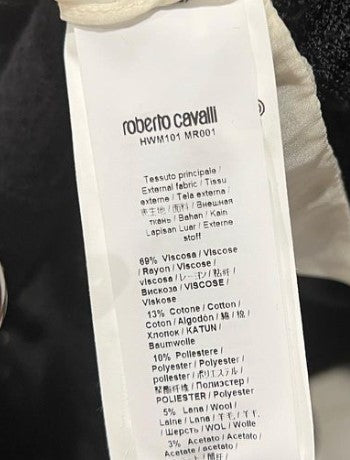 roberto cavalli
HWM101 MR001
Tessuto principale /
External fabric / Tissu
externe / Tela externa /
表生地 / 面料 / Внешняя
ткань / Bahan / Kain
Lapisan Luar / Externe
stoff
69% Viscosa / Viscose
/ Rayon / Viscose /
viscosa / レーヨン / 粘纤 /
Вискоза / VISCOSE /
Viskose
13% Cotone / Cotton /
Coton / Algodón / 綿 / 棉 /
Хлопок / KATUN /
Baumwolle
10% Poliestere /
Polyester / Polyester /
poliester / ポリエステル /
聚酯纤维 / Полиэстер /
POLIESTER / Polyester
5% Lana / Wool /
Laine / Lana / 羊毛 / 羊毛
/ Шерсть / WOL / Wolle
3% Acetato / Acetate /
Acetate / Acetato /